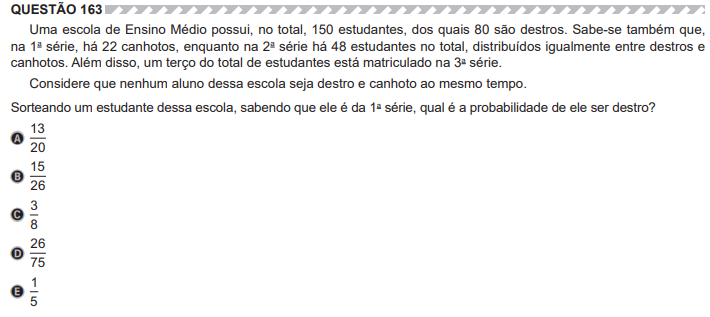 QUESTÃO 163
Uma escola de Ensino Médio possui, no total, 150 estudantes, dos quais 80 são destros. Sabe-se também que,
na 1ª série, há 22 canhotos, enquanto na 2ª série há 48 estudantes no total, distribuídos igualmente entre destros e
canhotos. Além disso, um terço do total de estudantes está matriculado na 3ª série.
Considere que nenhum aluno dessa escola seja destro e canhoto ao mesmo tempo.
Sorteando um estudante dessa escola, sabendo que ele é da 1ª série, qual é a probabilidade de ele ser destro?
A 13/20
B 15/26
C 3/8
D 26/75
E 1/5